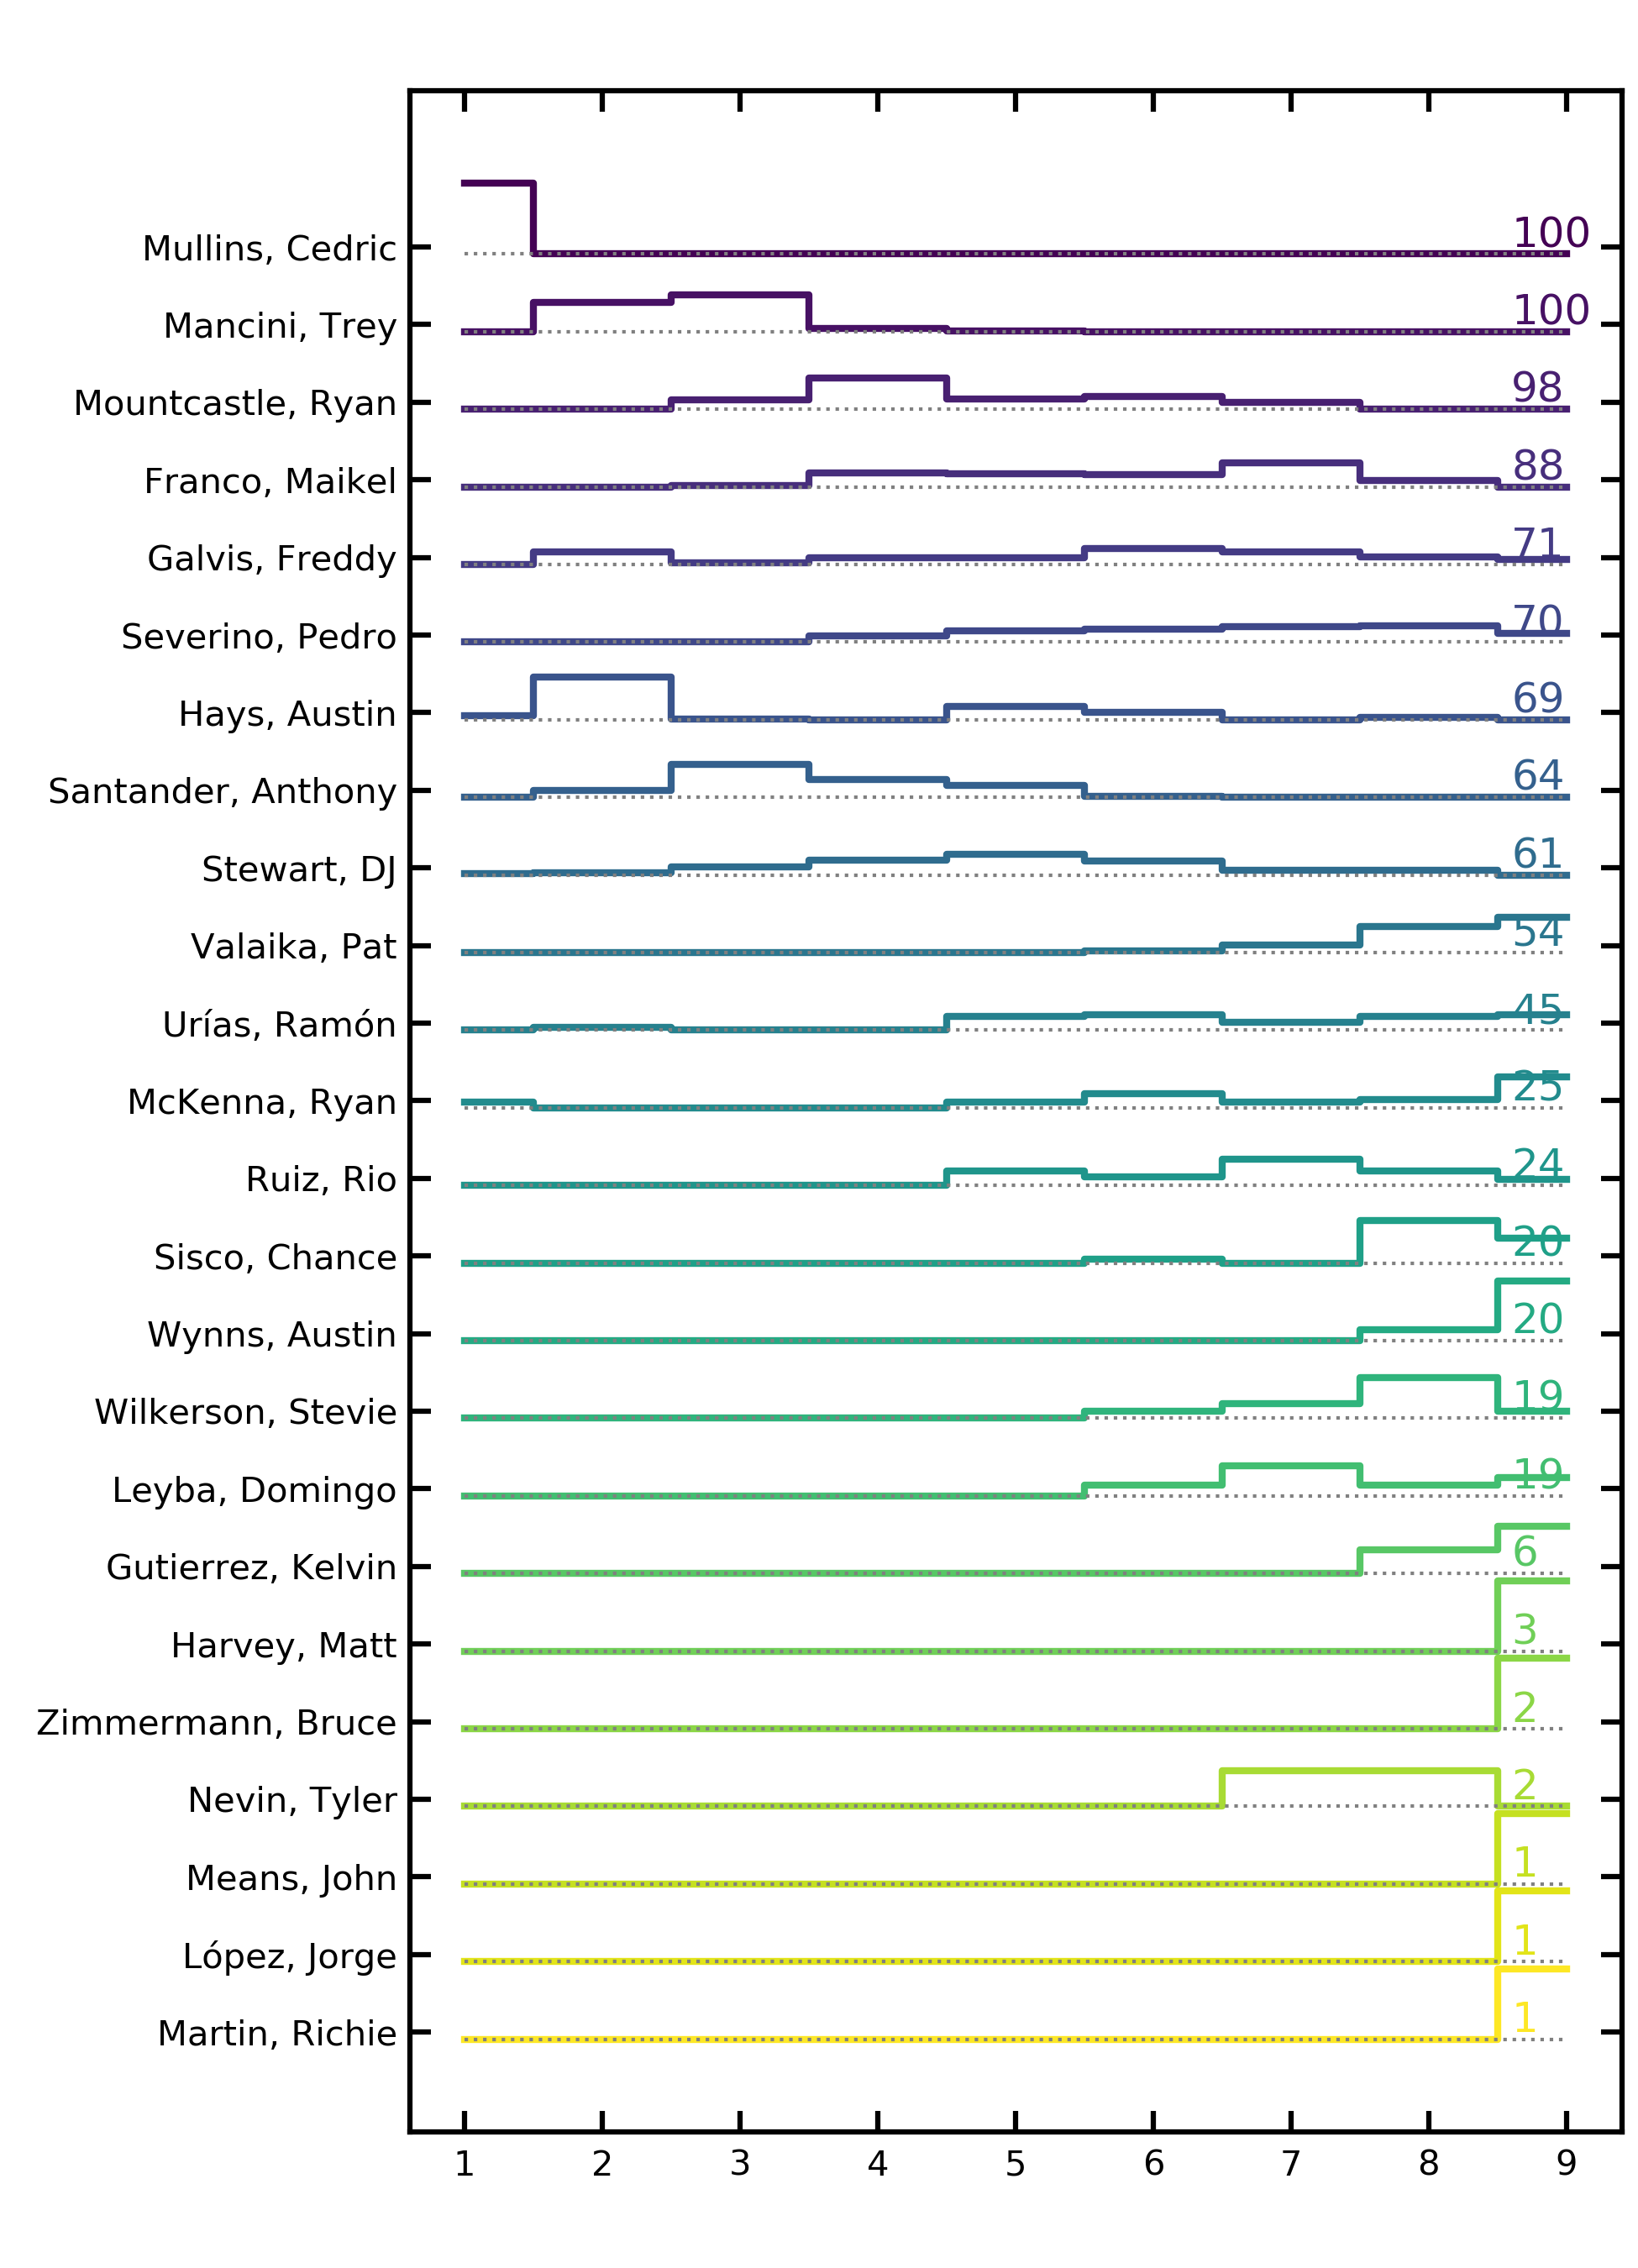 Mullins, Cedric 100
Mancini, Trey 100
Mountcastle, Ryan 98
Franco, Maikel 88
Galvis, Freddy 71
Severino, Pedro 70
Hays, Austin 69
Santander, Anthony 64
Stewart, DJ 61
Valaika, Pat 54
Urías, Ramón 45
McKenna, Ryan 25
Ruiz, Rio 24
Sisco, Chance 20
Wynns, Austin 20
Wilkerson, Stevie 19
Leyba, Domingo 19
Gutierrez, Kelvin 6
Harvey, Matt 3
Zimmermann, Bruce 2
Nevin, Tyler 2
Means, John 1
López, Jorge 1
Martin, Richie 1
1 2 3 4 5 6 7 8 9